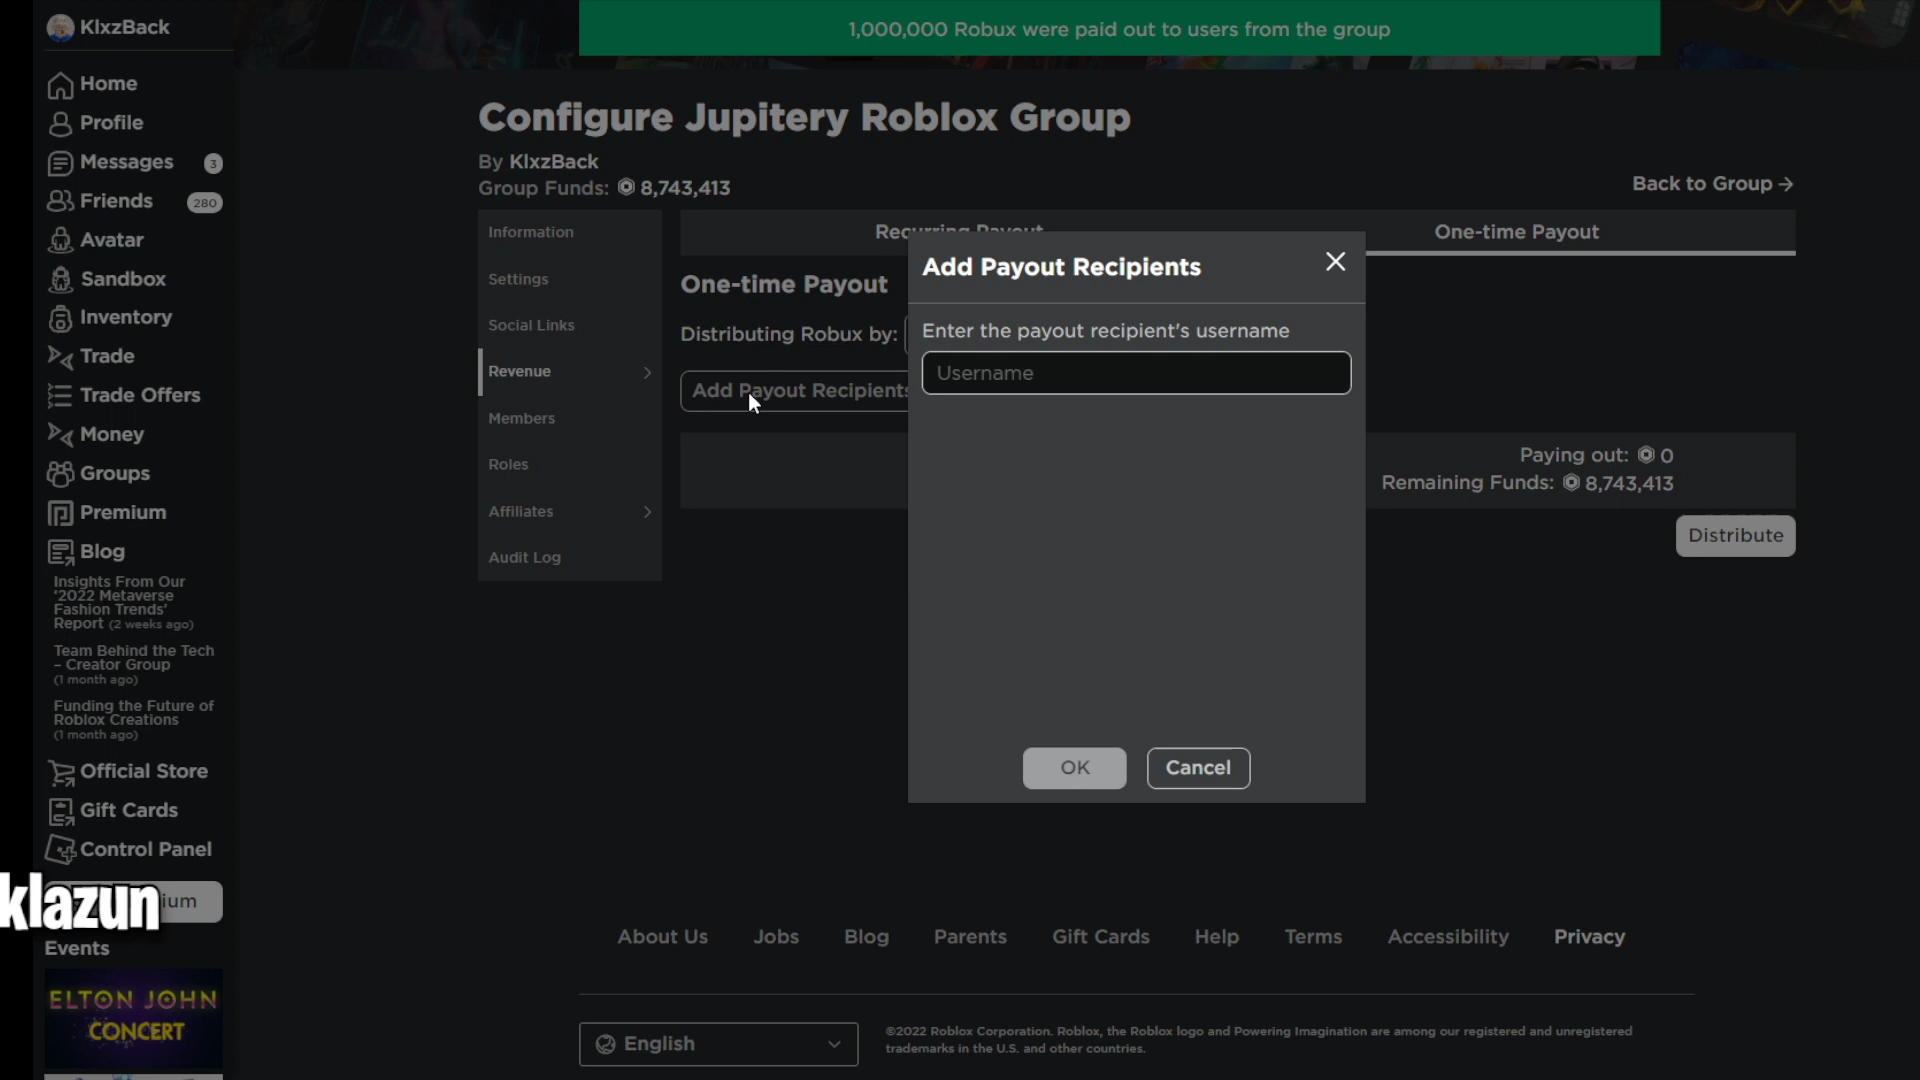 KlxzBack
1,000,000 Robux were paid out to users from the group
Home
Profile
Messages 3
Friends 280
Avatar
Sandbox
Inventory
Trade
Trade Offers
Money
Groups
Premium
Blog
Insights From Our
'2022 Metaverse
Fashion Trends'
Report (2 weeks ago)
Team Behind the Tech
– Creator Group
(1 month ago)
Funding the Future of
Roblox Creations
(1 month ago)
Official Store
Gift Cards
Control Panel
klazun
ium
Events
ELTON JOHN
CONCERT
Configure Jupitery Roblox Group
By KlxzBack
Group Funds: 8,743,413
Back to Group
Information
Settings
Social Links
Revenue
Members
Roles
Affiliates
Audit Log
Recurring Payout
One-time Payout
One-time Payout
Distributing Robux by:
Add Payout Recipients
Add Payout Recipients
Enter the payout recipient's username
Username
OK
Cancel
Paying out: 0
Remaining Funds: 8,743,413
Distribute
About Us Jobs Blog Parents Gift Cards Help Terms Accessibility Privacy
English
©2022 Roblox Corporation. Roblox, the Roblox logo and Powering Imagination are among our registered and unregistered
trademarks in the U.S. and other countries.